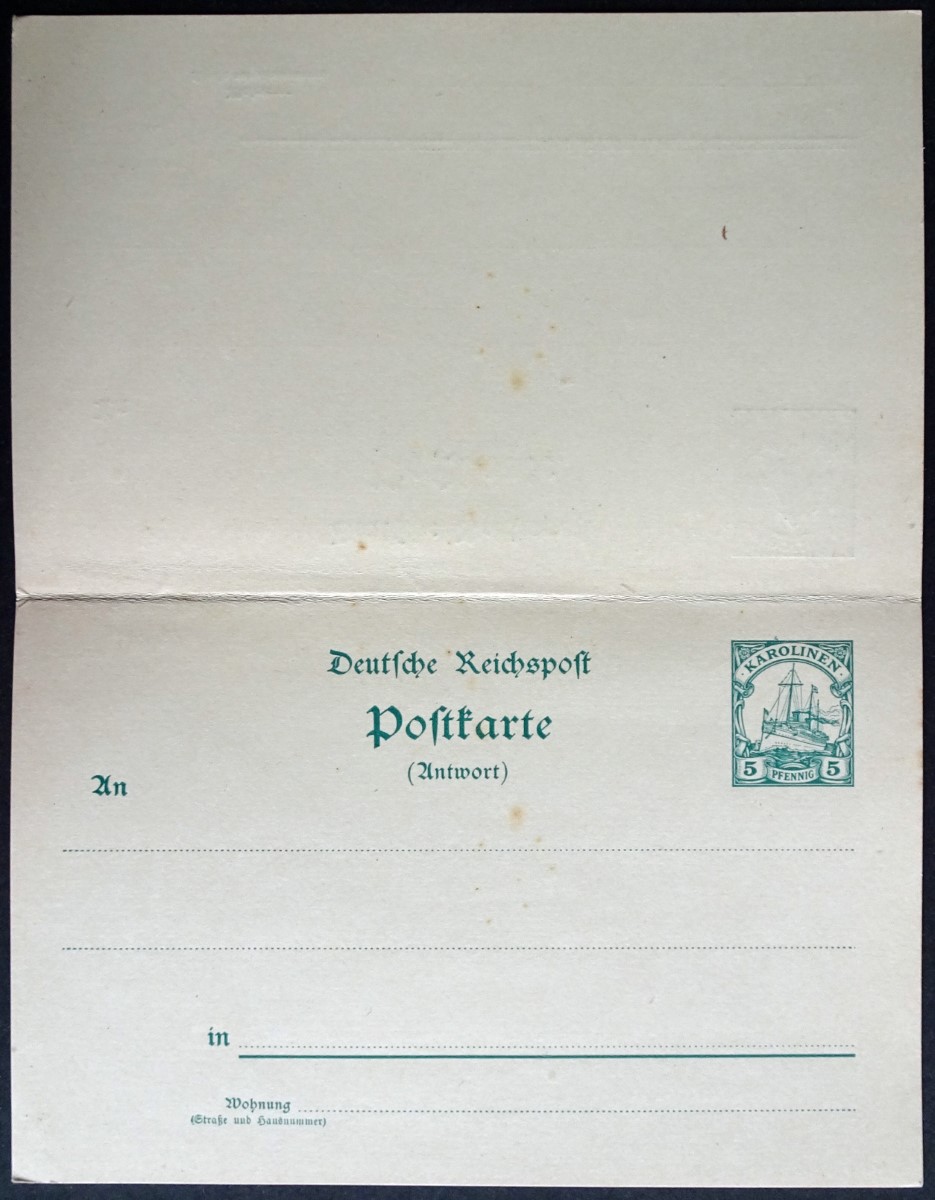 Deutſche Reichspoſt
Poſtkarte
(Antwort)
KAROLINEN
5 PFENNIG 5
An
in
Wohnung
(Straße und Hausnummer)